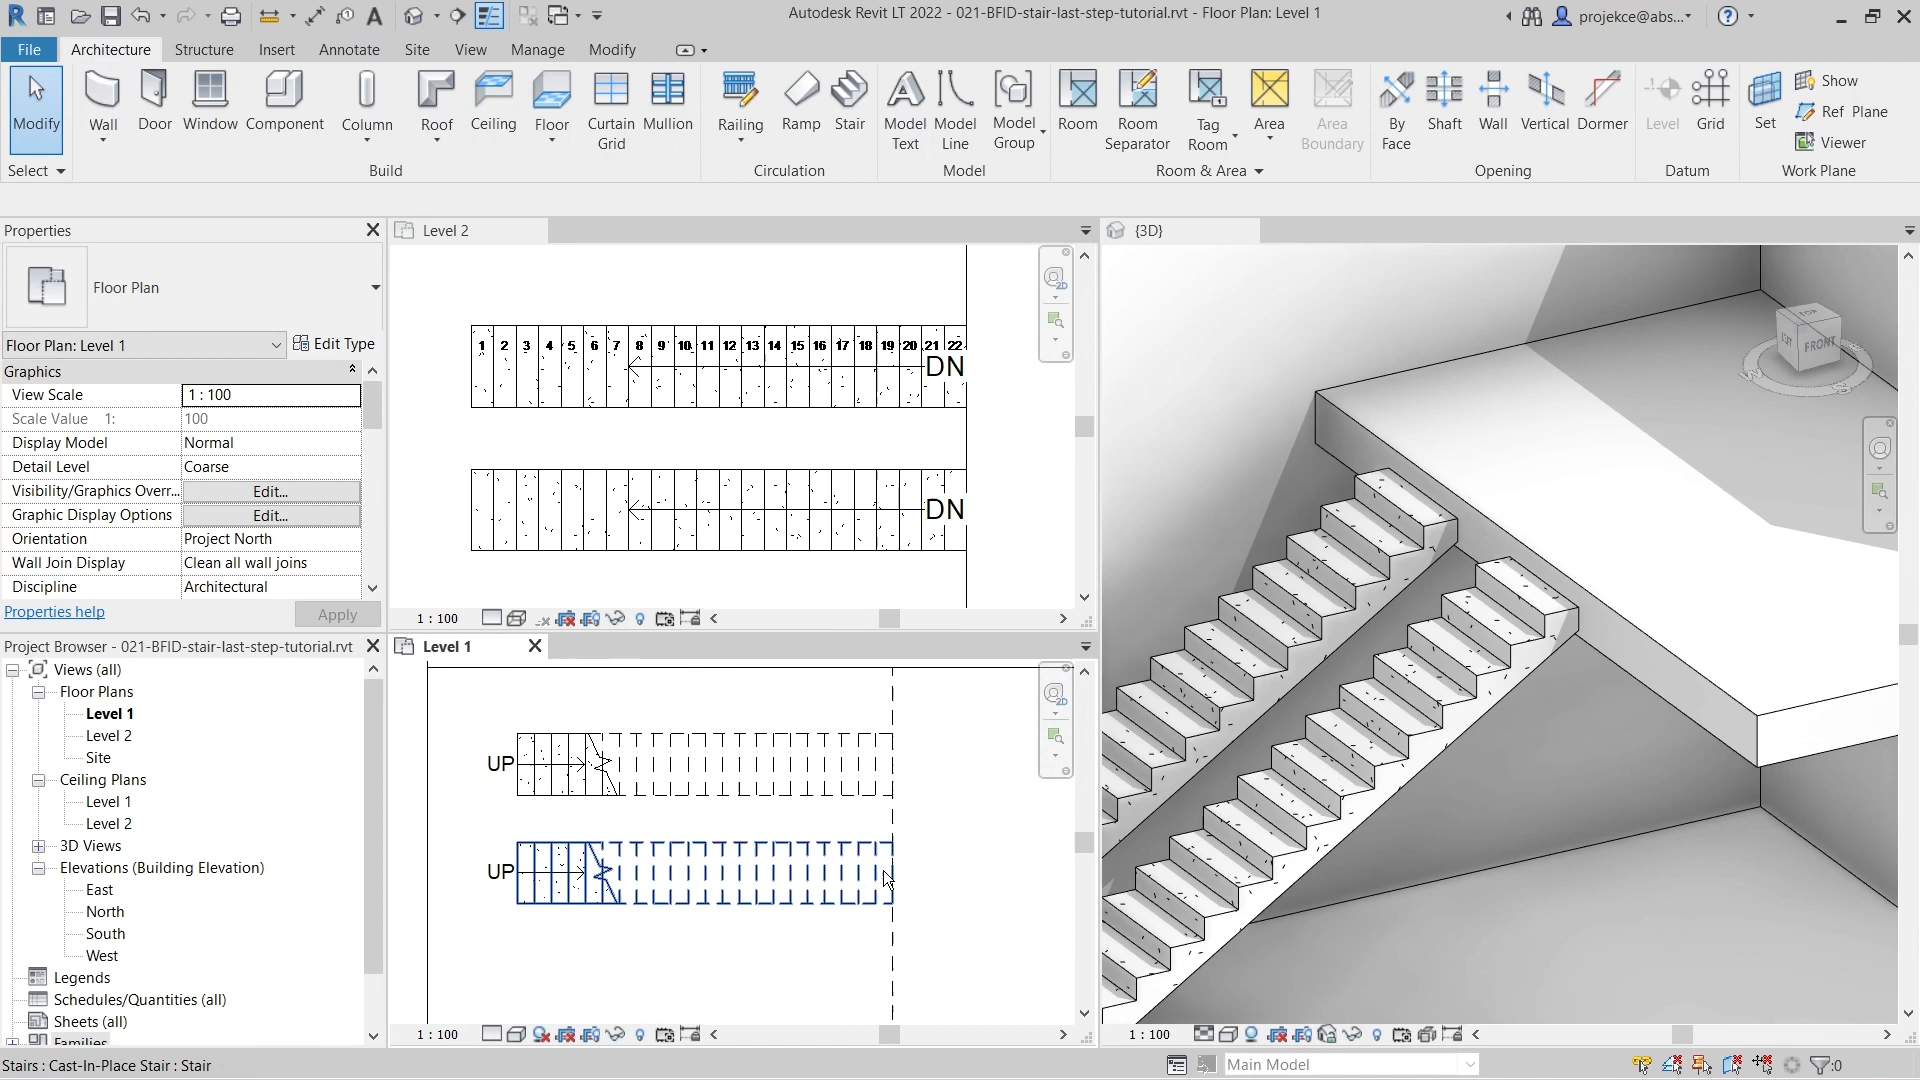 Autodesk Revit LT 2022 - 021-BFID-stair-last-step-tutorial.rvt - Floor Plan: Level 1
projekce@abs...
File Architecture Structure Insert Annotate Site View Manage Modify
Modify Wall Door Window Component Column Roof Ceiling Floor Curtain Grid Mullion Railing Ramp Stair Model Text Model Line Model Group Room Room Separator Tag Room Area Area Boundary By Face Shaft Wall Vertical Dormer Level Grid Set Show Ref Plane Viewer
Select Build Circulation Model Room & Area Opening Datum Work Plane
Properties
Floor Plan
Floor Plan: Level 1 Edit Type
Graphics
View Scale 1 : 100
Scale Value 1: 100
Display Model Normal
Detail Level Coarse
Visibility/Graphics Overr... Edit...
Graphic Display Options Edit...
Orientation Project North
Wall Join Display Clean all wall joins
Discipline Architectural
Properties help Apply
Project Browser - 021-BFID-stair-last-step-tutorial.rvt
Views (all)
Floor Plans
Level 1
Level 2
Site
Ceiling Plans
Level 1
Level 2
3D Views
Elevations (Building Elevation)
East
North
South
West
Legends
Schedules/Quantities (all)
Sheets (all)
Families
Level 2
1 2 3 4 5 6 7 8 9 10 11 12 13 14 15 16 17 18 19 20 21 22
DN
DN
2D
1 : 100
Level 1
UP
UP
2D
1 : 100
{3D}
TOP
FRONT
W
S
1 : 100
Stairs : Cast-In-Place Stair : Stair
Main Model
:0